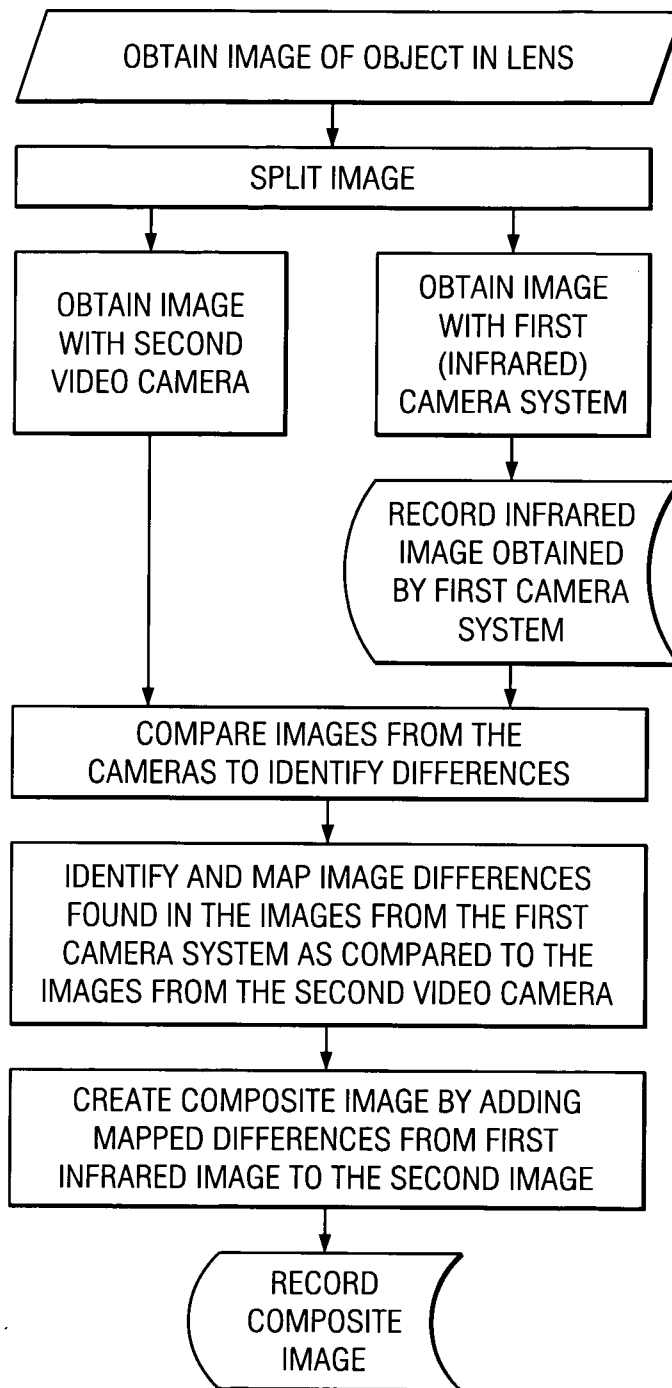 OBTAIN IMAGE OF OBJECT IN LENS
SPLIT IMAGE
OBTAIN IMAGE
WITH SECOND
VIDEO CAMERA
OBTAIN IMAGE
WITH FIRST
(INFRARED)
CAMERA SYSTEM
RECORD INFRARED
IMAGE OBTAINED
BY FIRST CAMERA
SYSTEM
COMPARE IMAGES FROM THE
CAMERAS TO IDENTIFY DIFFERENCES
IDENTIFY AND MAP IMAGE DIFFERENCES
FOUND IN THE IMAGES FROM THE FIRST
CAMERA SYSTEM AS COMPARED TO THE
IMAGES FROM THE SECOND VIDEO CAMERA
CREATE COMPOSITE IMAGE BY ADDING
MAPPED DIFFERENCES FROM FIRST
INFRARED IMAGE TO THE SECOND IMAGE
RECORD
COMPOSITE
IMAGE